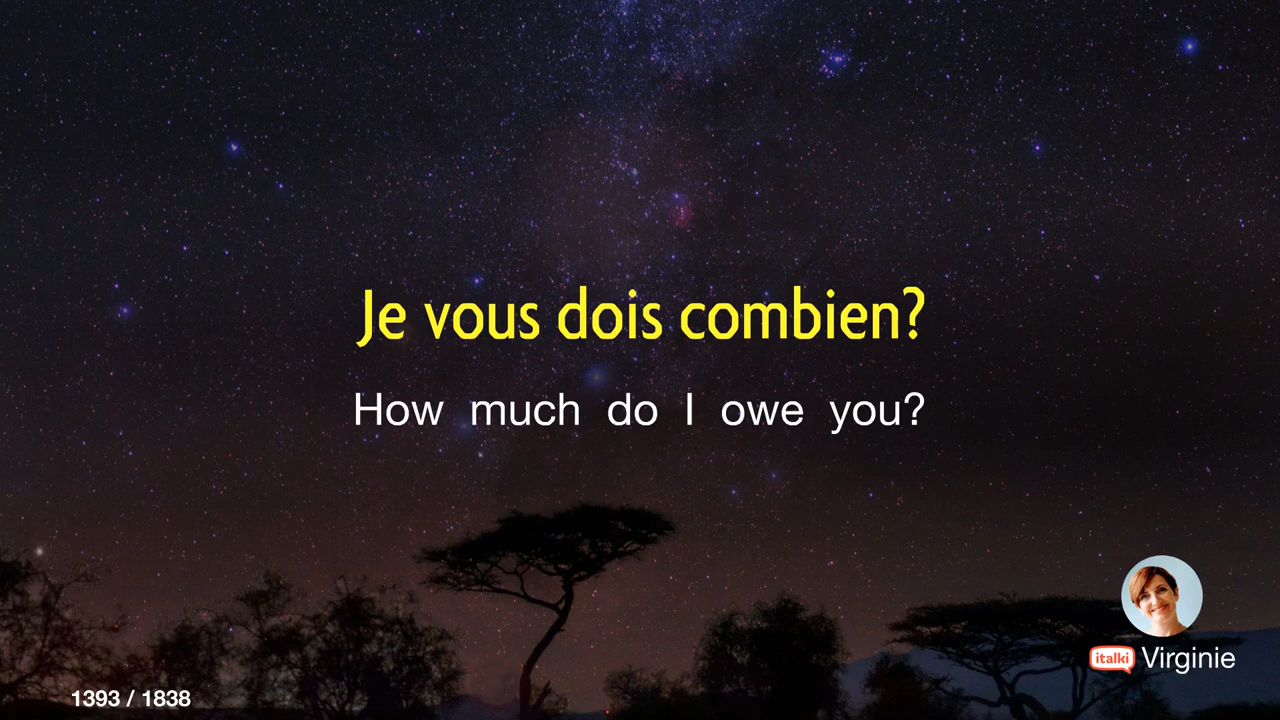 Je vous dois combien?
How much do I owe you?
italki Virginie
1393 / 1838